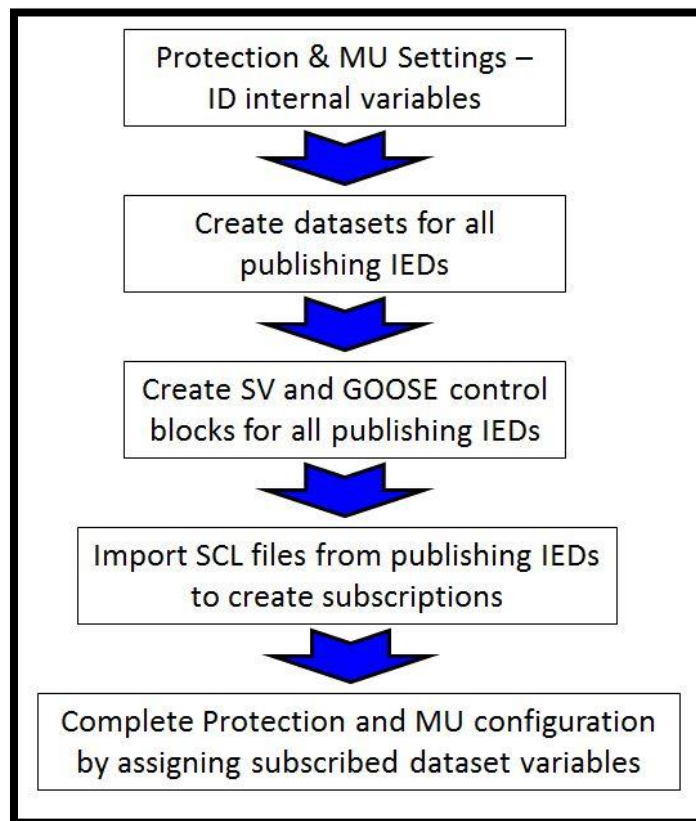 Protection & MU Settings –
ID internal variables
Create datasets for all
publishing IEDs
Create SV and GOOSE control
blocks for all publishing IEDs
Import SCL files from publishing IEDs
to create subscriptions
Complete Protection and MU configuration
by assigning subscribed dataset variables